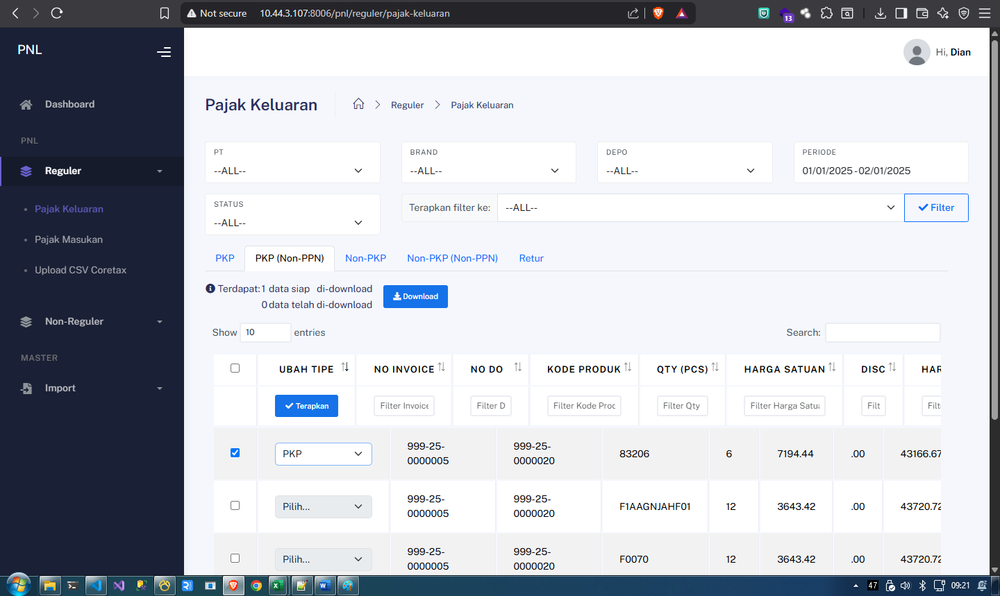 Not secure 10.44.3.107:8006/pnl/reguler/pajak-keluaran
13
PNL
Hi, Dian
Dashboard
PNL
Reguler
Pajak Keluaran
Pajak Masukan
Upload CSV Coretax
Non-Reguler
MASTER
Import
Pajak Keluaran Reguler Pajak Keluaran
PT
--ALL--
BRAND
--ALL--
DEPO
--ALL--
PERIODE
01/01/2025 - 02/01/2025
STATUS
--ALL--
Terapkan filter ke: --ALL-- Filter
PKP PKP (Non-PPN) Non-PKP Non-PKP (Non-PPN) Retur
Terdapat: 1 data siap di-download
0 data telah di-download
Download
Show 10 entries Search:
UBAH TIPE NO INVOICE NO DO KODE PRODUK QTY (PCS) HARGA SATUAN DISC HAR
Terapkan Filter Invoice Filter D Filter Kode Proc Filter Qty Filter Harga Satua Filt Filt
PKP 999-25-0000005 999-25-0000020 83206 6 7194.44 .00 43166.67
Pilih... 999-25-0000005 999-25-0000020 F1AAGNJAHF01 12 3643.42 .00 43720.72
Pilih... 999-25-0000005 999-25-0000020 F0070 12 3643.42 .00 43720.72
47 09:21